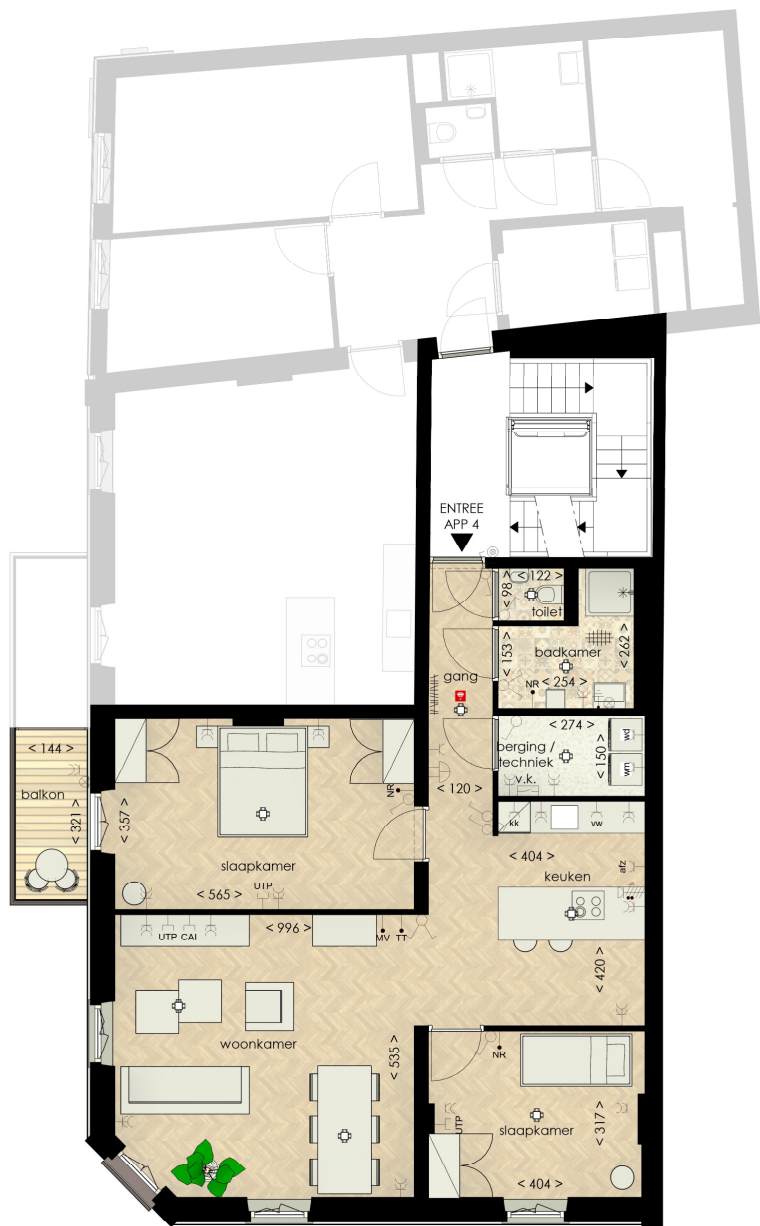 ENTREE
APP 4
< 98 >
< 122 >
toilet
< 153 >
badkamer
< 262 >
NR
< 254 >
gang
< 274 >
berging /
techniek
v.k.
< 150 >
wd
wm
< 120 >
< 144 >
balkon
< 321 >
< 357 >
NR
slaapkamer
< 565 >
UTP
kk
vw
< 404 >
afz
keuken
< 420 >
UTP CAI
< 996 >
MV TT
woonkamer
< 535 >
NR
UTP
slaapkamer
< 317 >
< 404 >